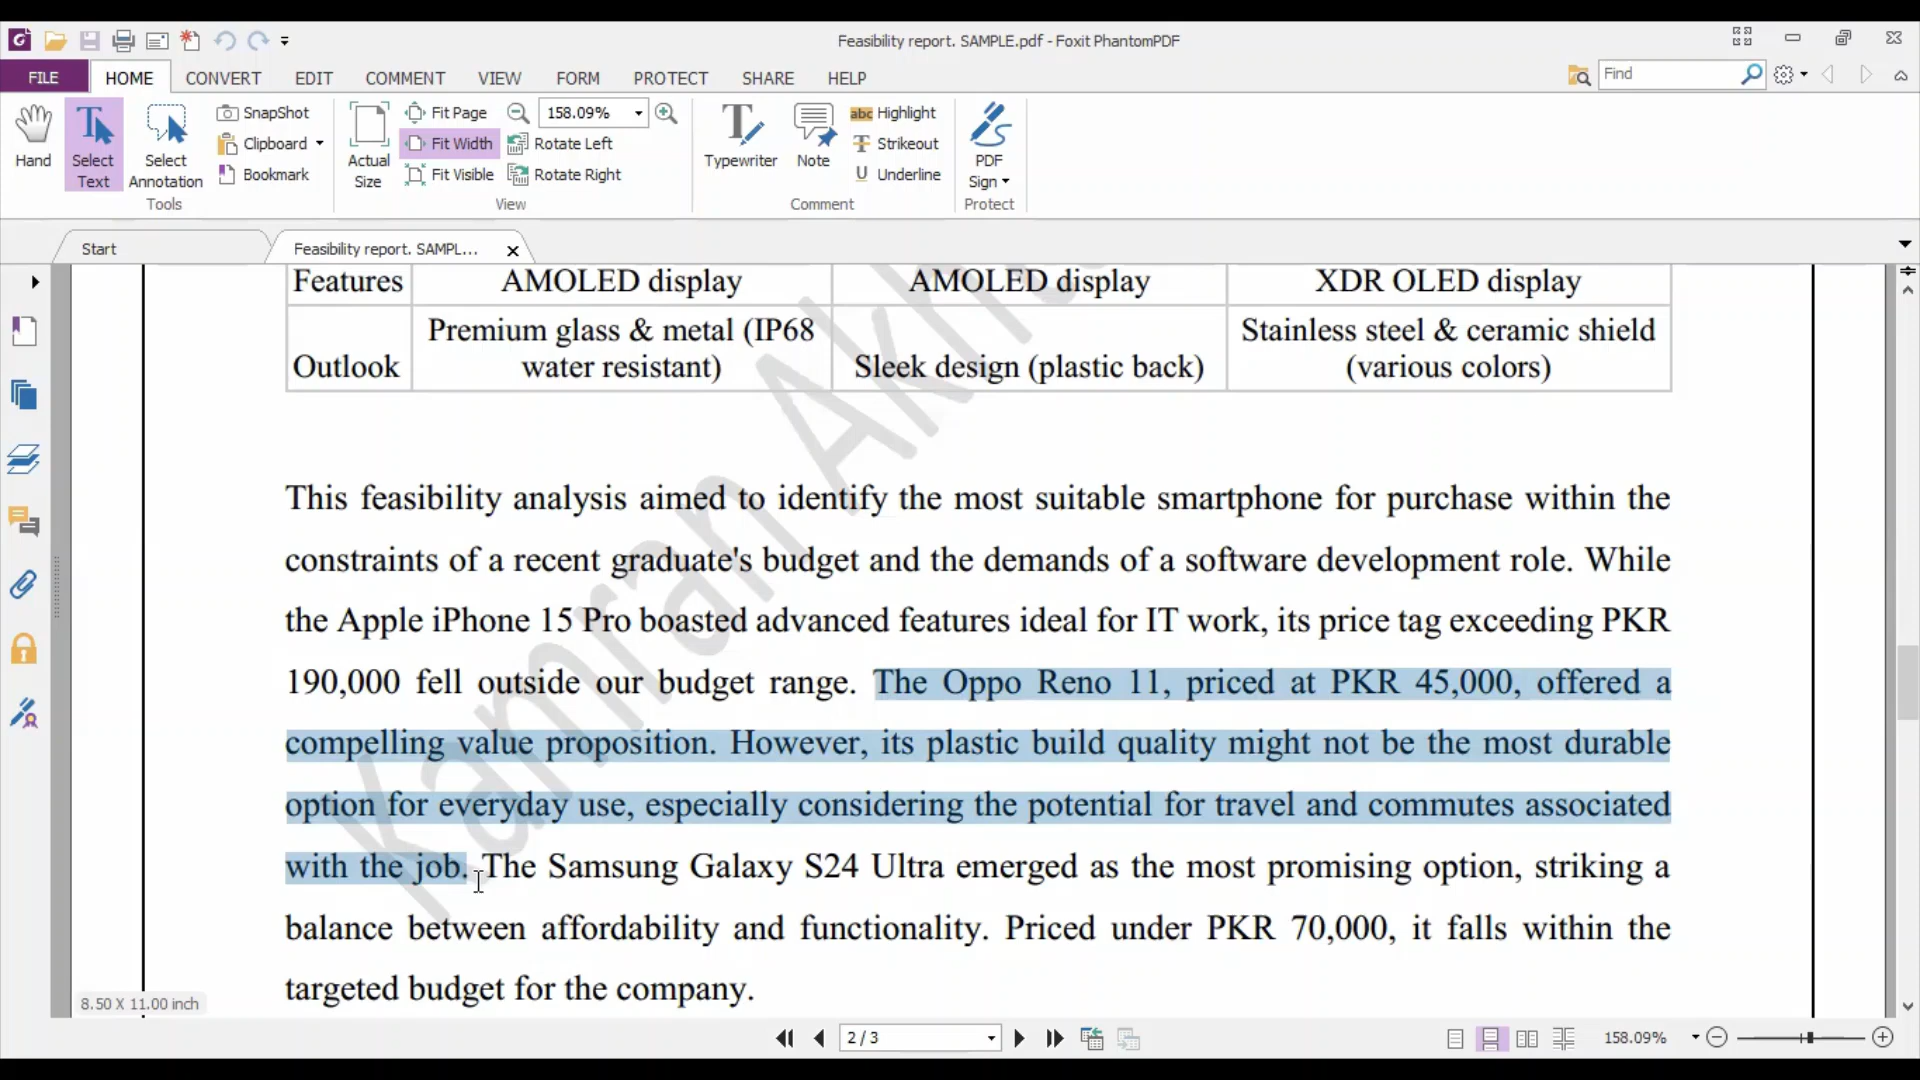 Feasibility report. SAMPLE.pdf - Foxit PhantomPDF
FILE HOME CONVERT EDIT COMMENT VIEW FORM PROTECT SHARE HELP Find
Hand
Select Text
Select Annotation
SnapShot
Clipboard
Bookmark
Tools
Actual Size
Fit Page
Fit Width
Fit Visible
158.09%
Rotate Left
Rotate Right
View
Typewriter
Note
abc Highlight
T Strikeout
U Underline
Comment
PDF Sign
Protect
Start
Feasibility report. SAMPL...
Features AMOLED display AMOLED display XDR OLED display
Outlook
Premium glass & metal (IP68
water resistant)
Sleek design (plastic back)
Stainless steel & ceramic shield
(various colors)
This feasibility analysis aimed to identify the most suitable smartphone for purchase within the
constraints of a recent graduate's budget and the demands of a software development role. While
the Apple iPhone 15 Pro boasted advanced features ideal for IT work, its price tag exceeding PKR
190,000 fell outside our budget range. The Oppo Reno 11, priced at PKR 45,000, offered a
compelling value proposition. However, its plastic build quality might not be the most durable
option for everyday use, especially considering the potential for travel and commutes associated
with the job. The Samsung Galaxy S24 Ultra emerged as the most promising option, striking a
balance between affordability and functionality. Priced under PKR 70,000, it falls within the
targeted budget for the company.
Kamran
8.50 X 11.00 inch
2 / 3
158.09%